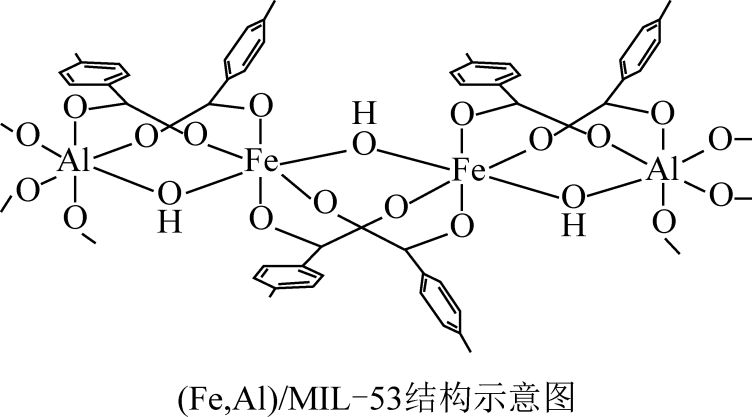 H
O O O O O O O O
O O O O O O
Al Fe Fe Al
O O O O O O
O H O O O O H O
(Fe,Al)/MIL-53结构示意图